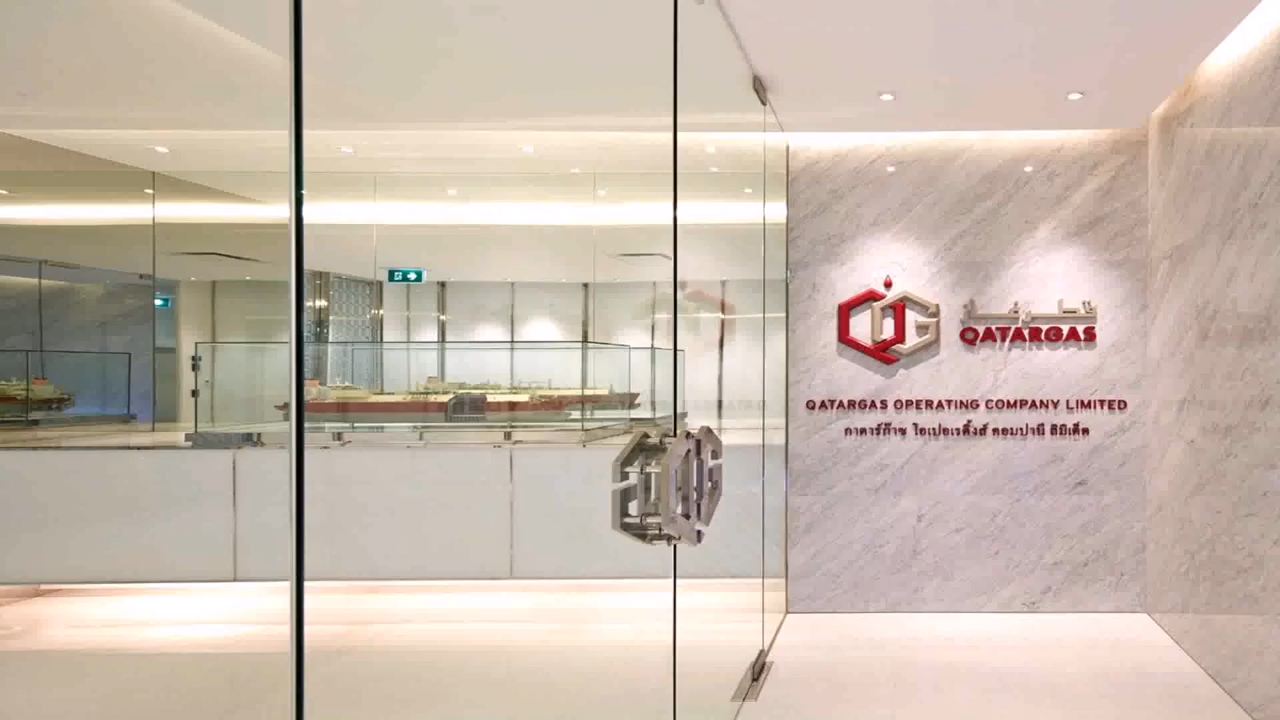 قطر غاز
QATARGAS
QATARGAS OPERATING COMPANY LIMITED
กาตาร์ก๊าซ โอเปอเรติ้งส์ คอมปานี ลิมิเต็ด